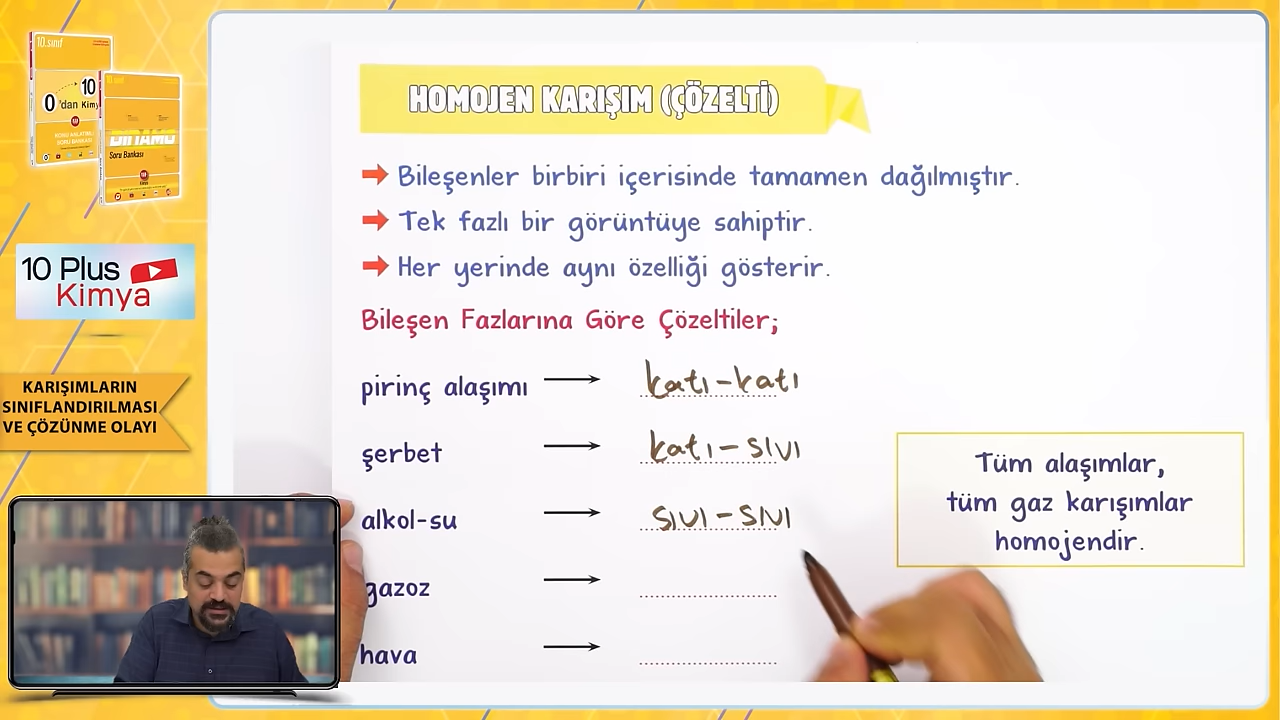 10.sınıf
0 'dan 10
Kimya
Soru Bankası
10 Plus
Kimya
KARIŞIMLARIN
SINIFLANDIRILMASI
VE ÇÖZÜNME OLAYI
HOMOJEN KARIŞIM (ÇÖZELTİ)
Bileşenler birbiri içerisinde tamamen dağılmıştır.
Tek fazlı bir görüntüye sahiptir.
Her yerinde aynı özelliği gösterir.
Bileşen Fazlarına Göre Çözeltiler;
pirinç alaşımı → katı-katı
şerbet → katı-sıvı
alkol-su → sıvı-sıvı
gazoz →
hava →
Tüm alaşımlar,
tüm gaz karışımlar
homojendir.